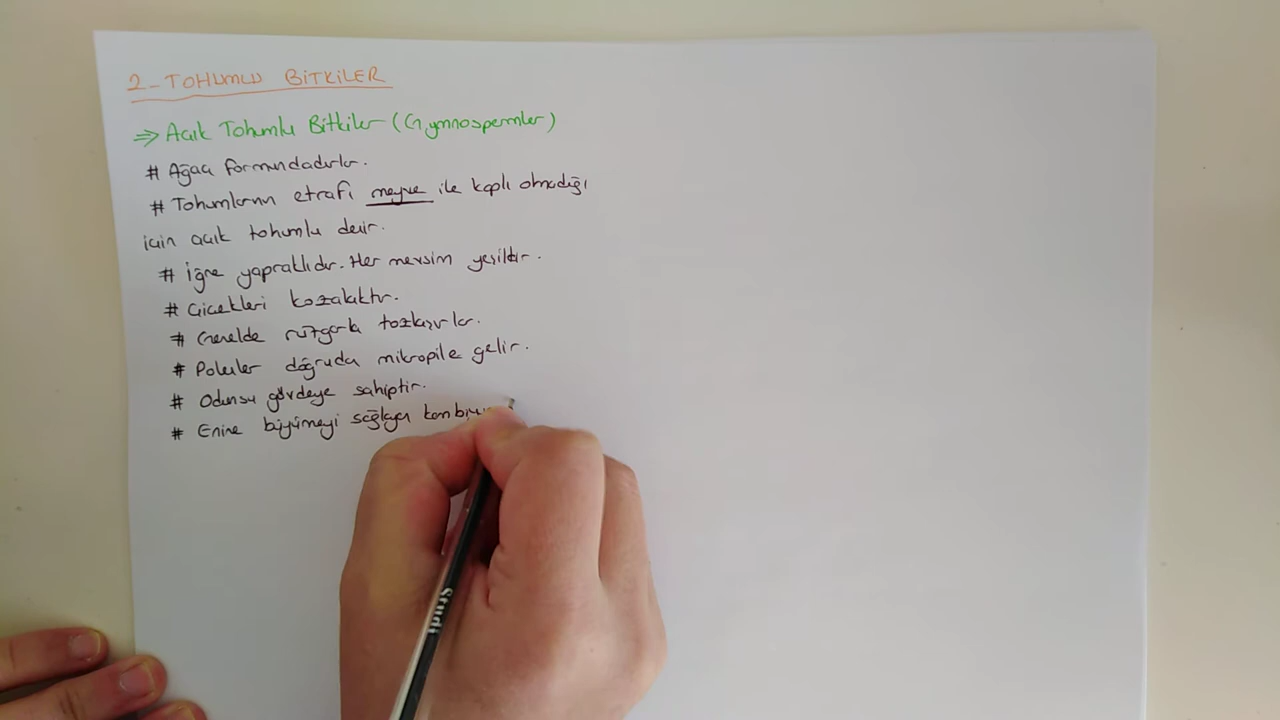 2-TOHUMLU BİTKİLER
⇒ Açık Tohumlu Bitkiler (Gymnospermler)
# Ağaç formundadırlar.
# Tohumlarının etrafı meyve ile kaplı olmadığı
için açık tohumlu denir.
# İğne yapraklıdır. Her mevsim yeşildir.
# Çiçekleri kozalaktır.
# Genelde rüzgarla tozlaşırlar.
# Polenler doğruda mikropile gelir.
# Odunsu gövdeye sahiptir.
# Enine büyümeyi sağlayan
Studi